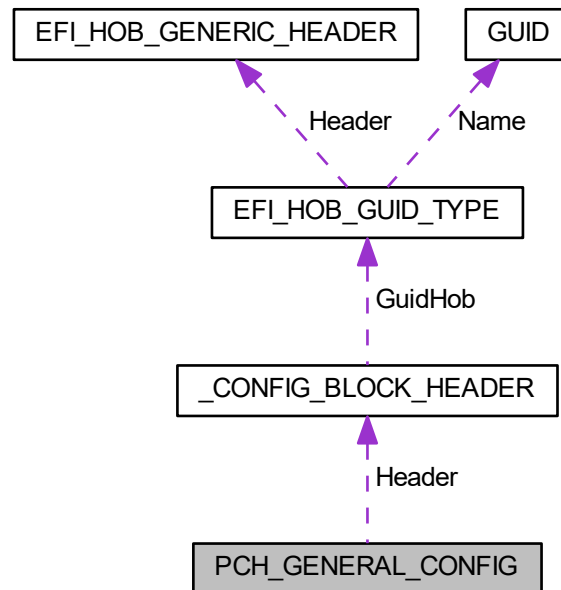 EFI_HOB_GENERIC_HEADER
GUID
Header
Name
EFI_HOB_GUID_TYPE
GuidHob
_CONFIG_BLOCK_HEADER
Header
PCH_GENERAL_CONFIG